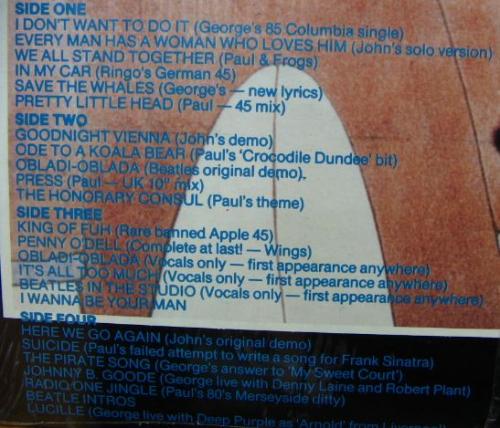 SIDE ONE
I DON'T WANT TO DO IT (George's 85 Columbia single)
EVERY MAN HAS A WOMAN WHO LOVES HIM (John's solo version)
WE ALL STAND TOGETHER (Paul & Frogs)
IN MY CAR (Ringo's German 45)
SAVE THE WHALES (George's — new lyrics)
PRETTY LITTLE HEAD (Paul — 45 mix)
SIDE TWO
GOODNIGHT VIENNA (John's demo)
ODE TO A KOALA BEAR (Paul's 'Crocodile Dundee' bit)
OBLADI-OBLADA (Beatles original demo).
PRESS (Paul — UK 10" mix)
THE HONORARY CONSUL (Paul's theme)
SIDE THREE
KING OF FUH (Rare banned Apple 45)
PENNY O'DELL (Complete at last! — Wings)
OBLADI-OBLADA (Vocals only — first appearance anywhere)
IT'S ALL TOO MUCH (Vocals only — first appearance anywhere)
BEATLES IN THE STUDIO (Vocals only — first appearance anywhere)
I WANNA BE YOUR MAN
SIDE FOUR
HERE WE GO AGAIN (John's original demo)
SUICIDE (Paul's failed attempt to write a song for Frank Sinatra)
THE PIRATE SONG (George's answer to 'My Sweet Court')
JOHNNY B. GOODE (George live with Denny Laine and Robert Plant)
RADIO ONE JINGLE (Paul's 80's Merseyside ditty)
BEATLE INTROS
LUCILLE (George live with Deep Purple as 'Arnold' from Liverpool)